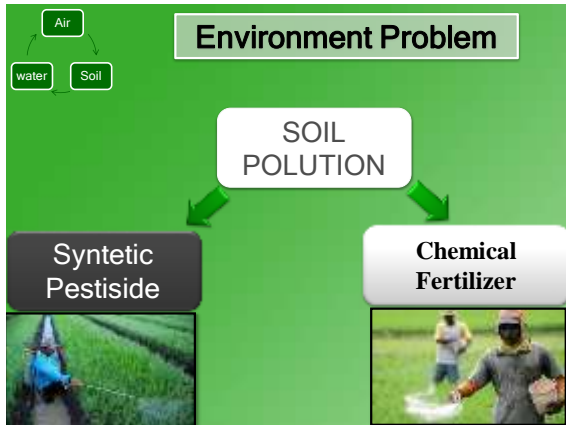 Air
Environment Problem
water
Soil
SOIL
POLUTION
Syntetic
Pestiside
Chemical
Fertilizer